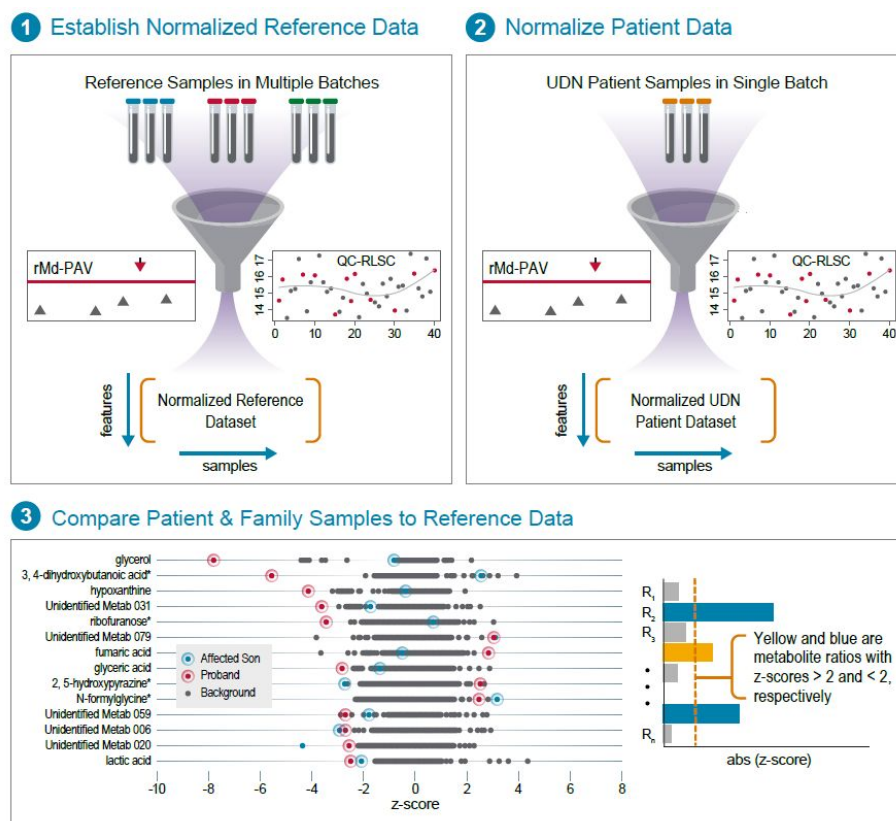 1 Establish Normalized Reference Data
2 Normalize Patient Data
Reference Samples in Multiple Batches
rMd-PAV
QC-RLSC
14 15 16 17
0 10 20 30 40
features
Normalized Reference
Dataset
samples
UDN Patient Samples in Single Batch
rMd-PAV
QC-RLSC
14 15 16 17
0 10 20 30 40
features
Normalized UDN
Patient Dataset
samples
3 Compare Patient & Family Samples to Reference Data
glycerol
3, 4-dihydroxybutanoic acid*
hypoxanthine
Unidentified Metab 031
ribofuranose*
Unidentified Metab 079
fumaric acid
glyceric acid
2, 5-hydroxypyrazine*
N-formylglycine*
Unidentified Metab 059
Unidentified Metab 006
Unidentified Metab 020
lactic acid
Affected Son
Proband
Background
-10 -8 -6 -4 -2 0 2 4 6 8
z-score
R1
R2
R3
Rn
Yellow and blue are
metabolite ratios with
z-scores > 2 and < 2,
respectively
abs (z-score)